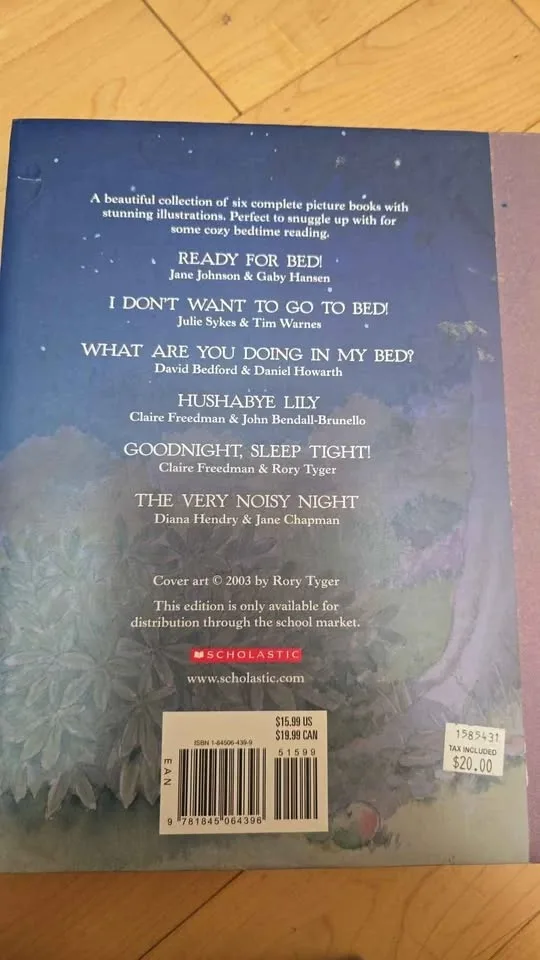 A beautiful collection of six complete picture books with
stunning illustrations. Perfect to snuggle up with for
some cozy bedtime reading.
READY FOR BED!
Jane Johnson & Gaby Hansen
I DON'T WANT TO GO TO BED!
Julie Sykes & Tim Warnes
WHAT ARE YOU DOING IN MY BED?
David Bedford & Daniel Howarth
HUSHABYE LILY
Claire Freedman & John Bendall-Brunello
GOODNIGHT, SLEEP TIGHT!
Claire Freedman & Rory Tyger
THE VERY NOISY NIGHT
Diana Hendry & Jane Chapman
Cover art © 2003 by Rory Tyger
This edition is only available for
distribution through the school market.
SCHOLASTIC
www.scholastic.com
$15.99 US
$19.99 CAN
ISBN 1-84506-439-9
51599
EAN
9 781845 064396
1585431
TAX INCLUDED
$20.00